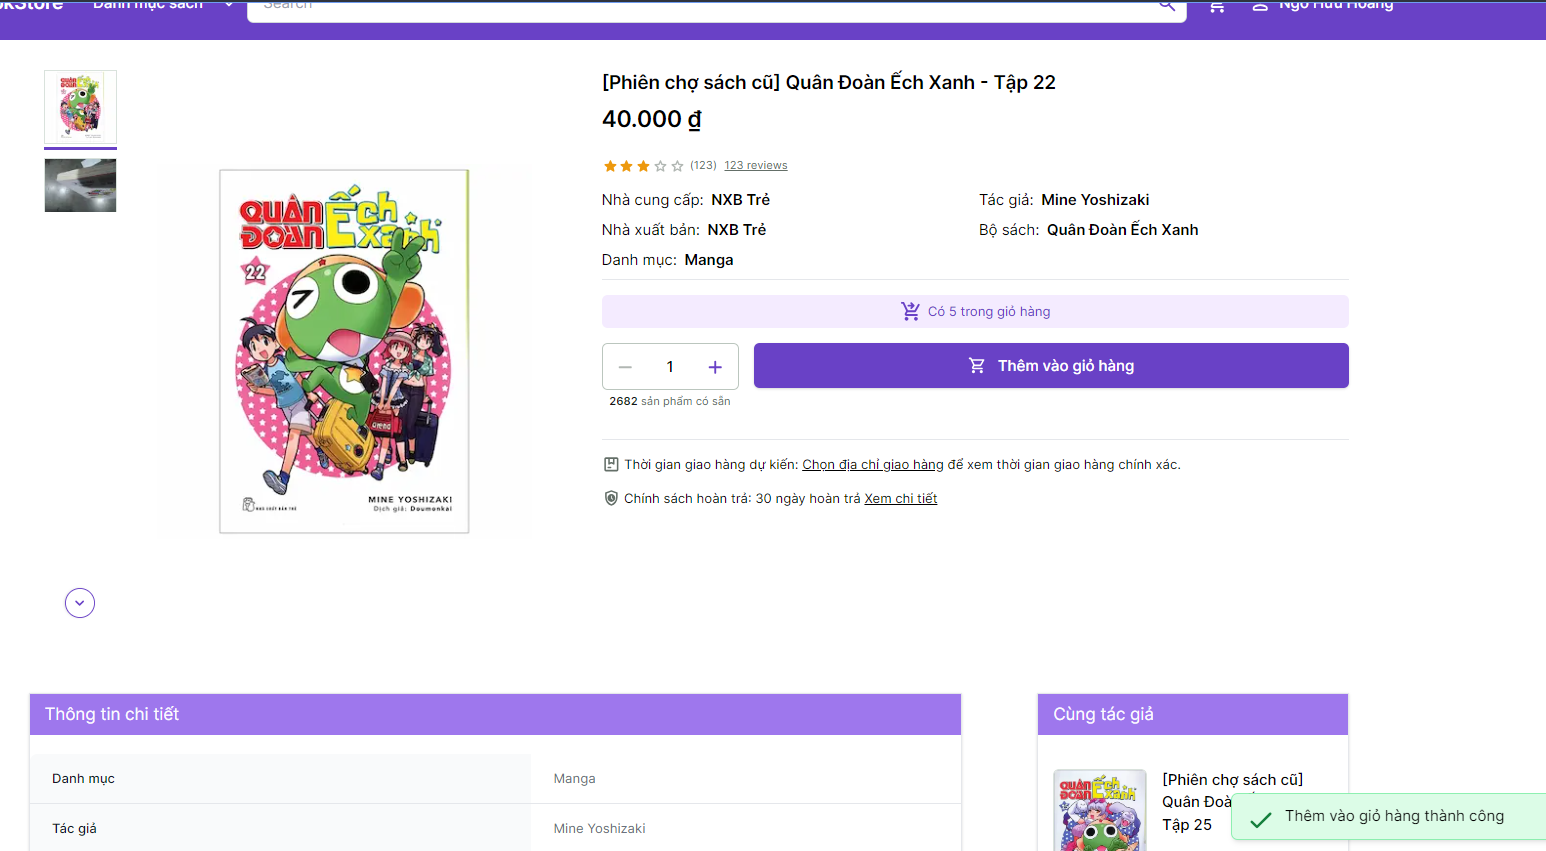 okStore
Danh mục sách
Search
Ngô Hữu Hoàng
[Phiên chợ sách cũ] Quân Đoàn Ếch Xanh - Tập 22
40.000 ₫
(123) 123 reviews
Nhà cung cấp: NXB Trẻ
Tác giả: Mine Yoshizaki
Nhà xuất bản: NXB Trẻ
Bộ sách: Quân Đoàn Ếch Xanh
Danh mục: Manga
Có 5 trong giỏ hàng
1
Thêm vào giỏ hàng
2682 sản phẩm có sẵn
Thời gian giao hàng dự kiến: Chọn địa chỉ giao hàng để xem thời gian giao hàng chính xác.
Chính sách hoàn trả: 30 ngày hoàn trả Xem chi tiết
QUÂN ĐOÀN Ếch xanh
22
MINE YOSHIZAKI
Dịch giả: Doumonkai
Thông tin chi tiết
Danh mục
Manga
Tác giả
Mine Yoshizaki
Cùng tác giả
QUÂN ĐOÀN Ếch xanh
[Phiên chợ sách cũ]
Quân Đoà
Tập 25
Thêm vào giỏ hàng thành công